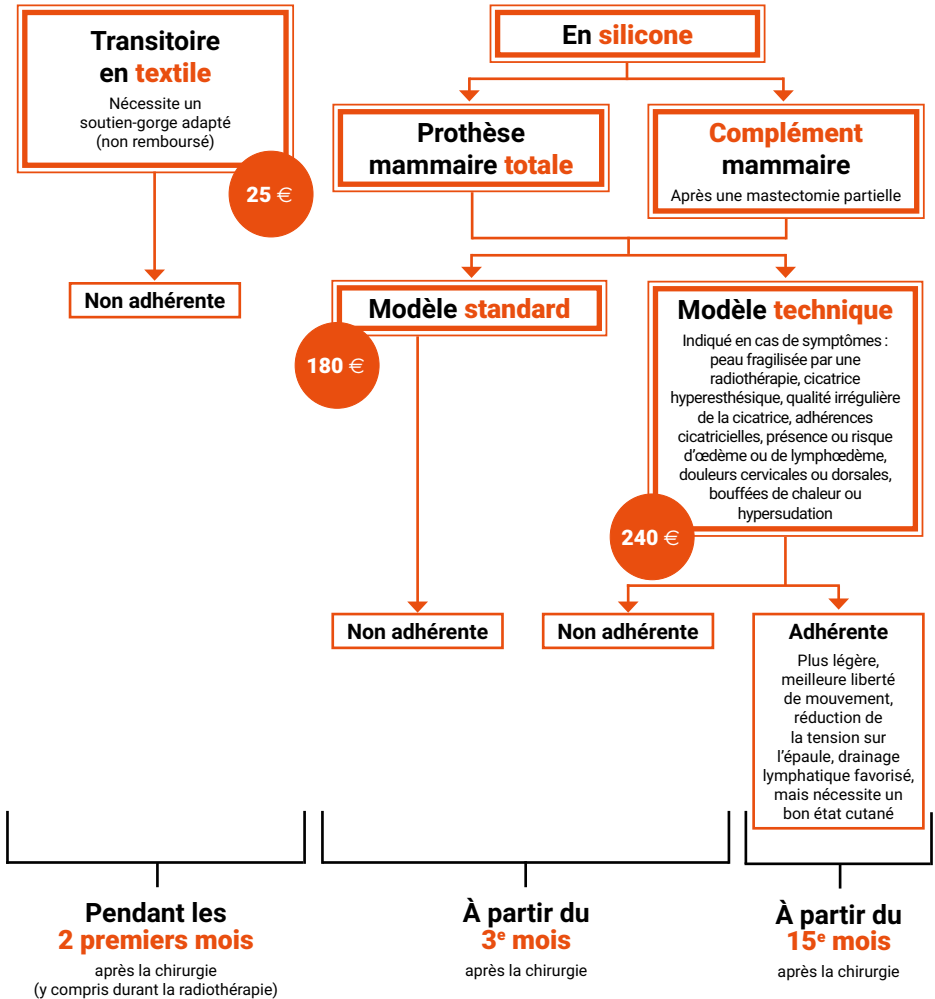 Transitoire
en textile
Nécessite un
soutien-gorge adapté
(non remboursé)
25 €
Non adhérente
En silicone
Prothèse
mammaire totale
Complément
mammaire
Après une mastectomie partielle
Modèle standard
180 €
Modèle technique
Indiqué en cas de symptômes :
peau fragilisée par une
radiothérapie, cicatrice
hyperesthésique, qualité irrégulière
de la cicatrice, adhérences
cicatricielles, présence ou risque
d’œdème ou de lymphœdème,
douleurs cervicales ou dorsales,
bouffées de chaleur ou
hypersudation
240 €
Non adhérente
Non adhérente
Adhérente
Plus légère,
meilleure liberté
de mouvement,
réduction de
la tension sur
l’épaule, drainage
lymphatique favorisé,
mais nécessite un
bon état cutané
Pendant les
2 premiers mois
après la chirurgie
(y compris durant la radiothérapie)
À partir du
3e mois
après la chirurgie
À partir du
15e mois
après la chirurgie